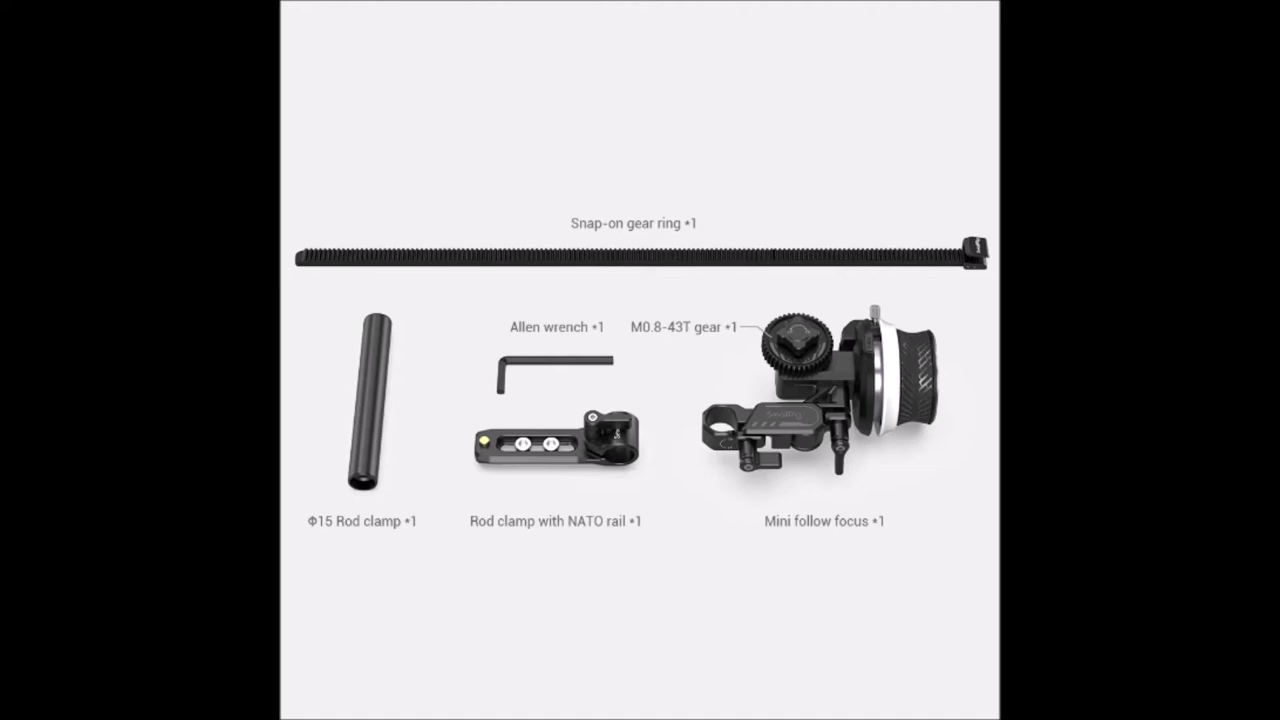 Snap-on gear ring *1
Allen wrench *1
M0.8-43T gear *1
SmallRig
Φ15 Rod clamp *1
Rod clamp with NATO rail *1
Mini follow focus *1